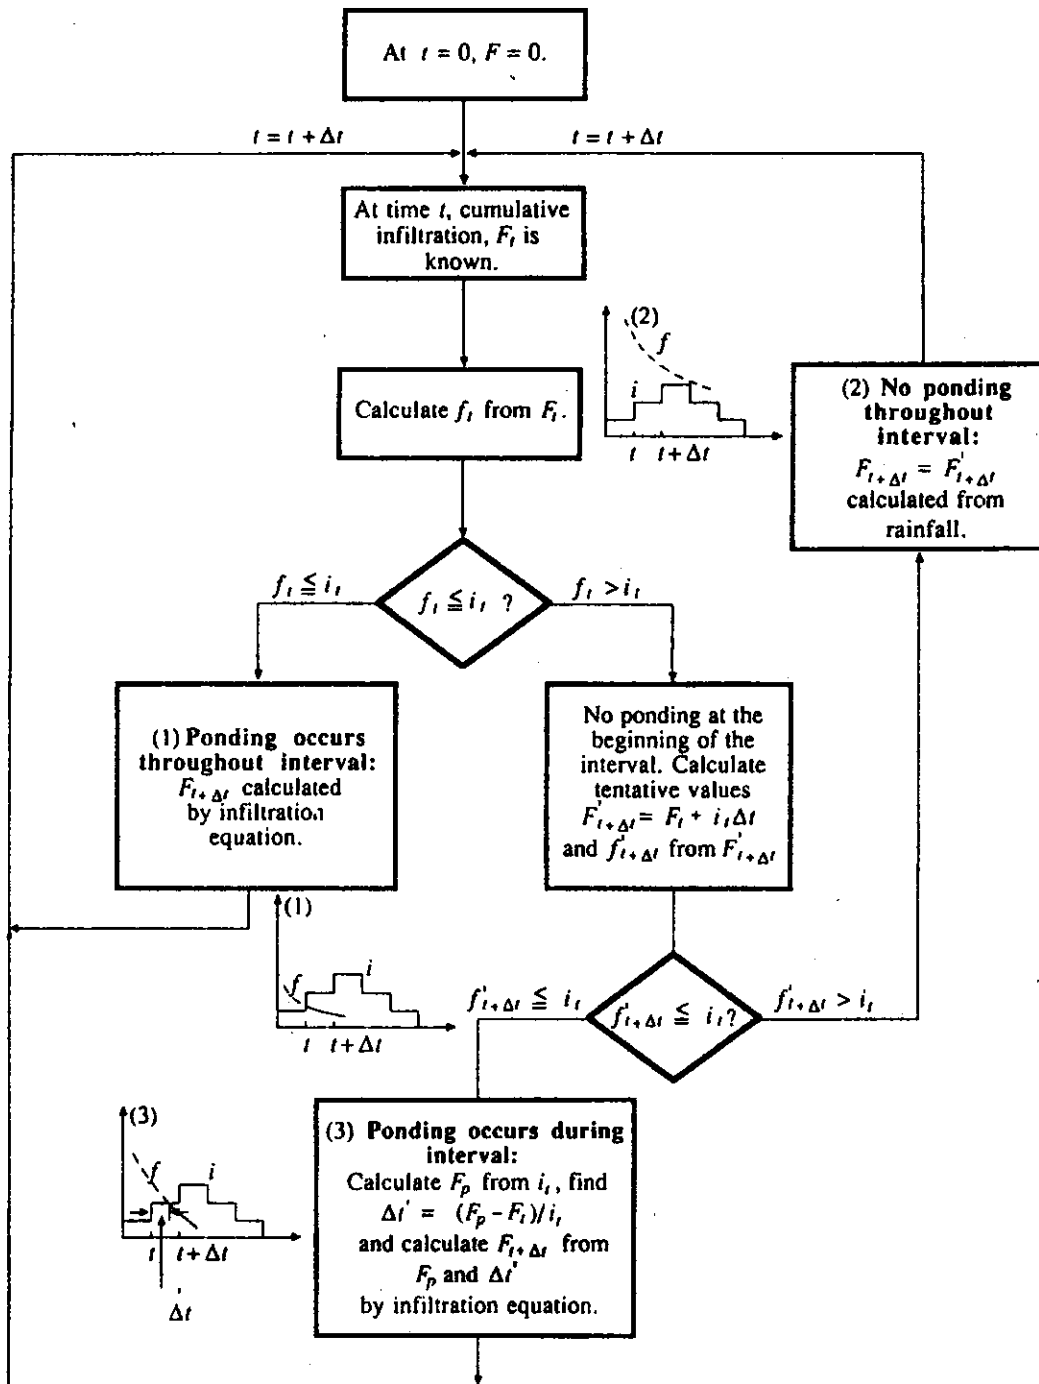 At t = 0, F = 0.
t = t + Δt
t = t + Δt
At time t, cumulative
infiltration, F_t is
known.
Calculate f_t from F_t.
(2)
f
i
t
t + Δt
(2) No ponding
throughout
interval:
F_{t+Δt} = F'_{t+Δt}
calculated from
rainfall.
f_t ≦ i_t
f_t ≦ i_t ?
f_t > i_t
(1) Ponding occurs
throughout interval:
F_{t+Δt} calculated
by infiltration
equation.
No ponding at the
beginning of the
interval. Calculate
tentative values
F'_{t+Δt} = F_t + i_tΔt
and f'_{t+Δt} from F'_{t+Δt}
(1)
f
i
t
t + Δt
f'_{t+Δt} ≦ i_t
f'_{t+Δt} ≦ i_t?
f'_{t+Δt} > i_t
(3)
f
i
t
t + Δt
Δt'
(3) Ponding occurs during
interval:
Calculate F_p from i_t, find
Δt' = (F_p - F_t)/i_t
and calculate F_{t+Δt} from
F_p and Δt'
by infiltration equation.